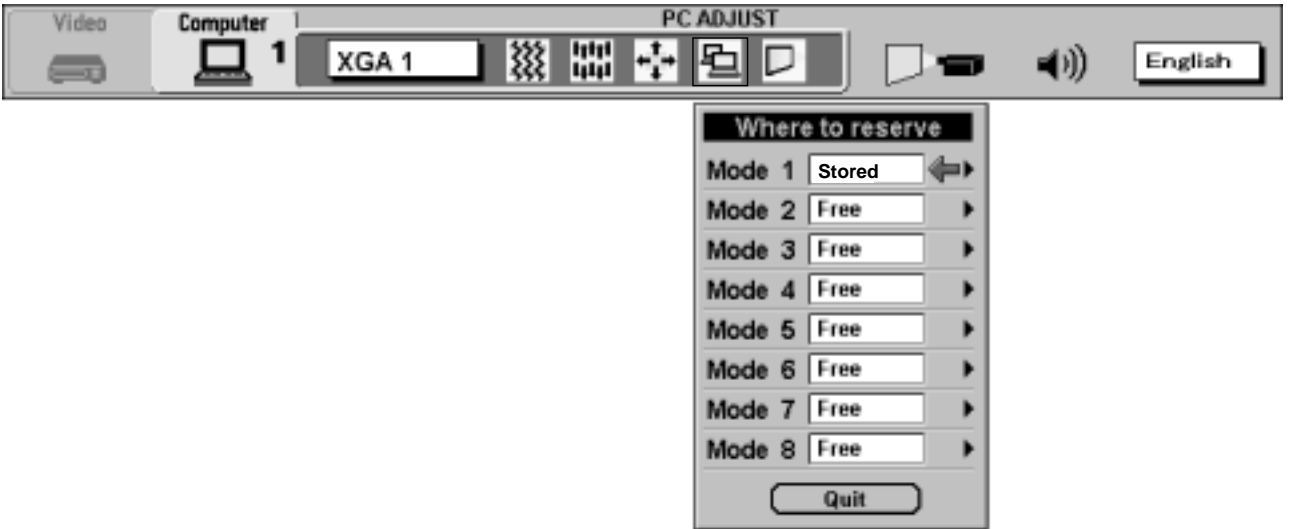 Video
Computer
1
PC ADJUST
XGA 1
English
Where to reserve
Mode 1 Stored
Mode 2 Free
Mode 3 Free
Mode 4 Free
Mode 5 Free
Mode 6 Free
Mode 7 Free
Mode 8 Free
Quit